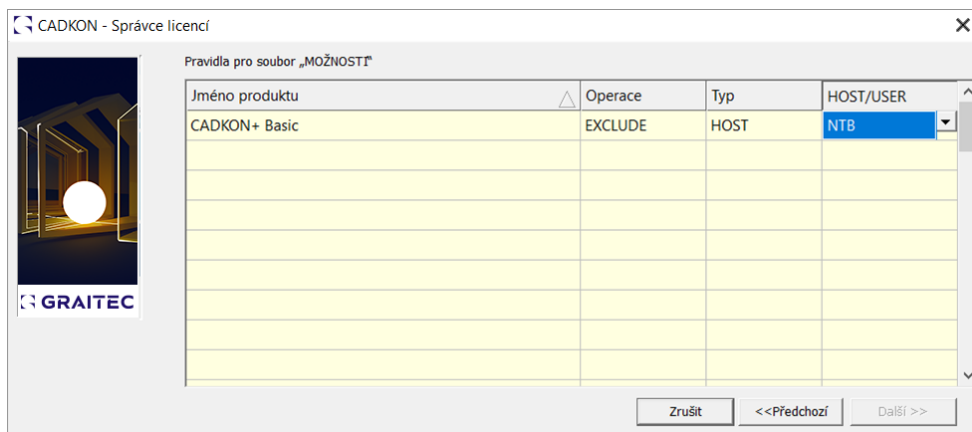 CADKON - Správce licencí
Pravidla pro soubor „MOŽNOSTI"
Jméno produktu Operace Typ HOST/USER
CADKON+ Basic EXCLUDE HOST NTB
GRAITEC
Zrušit <<Předchozí Další >>